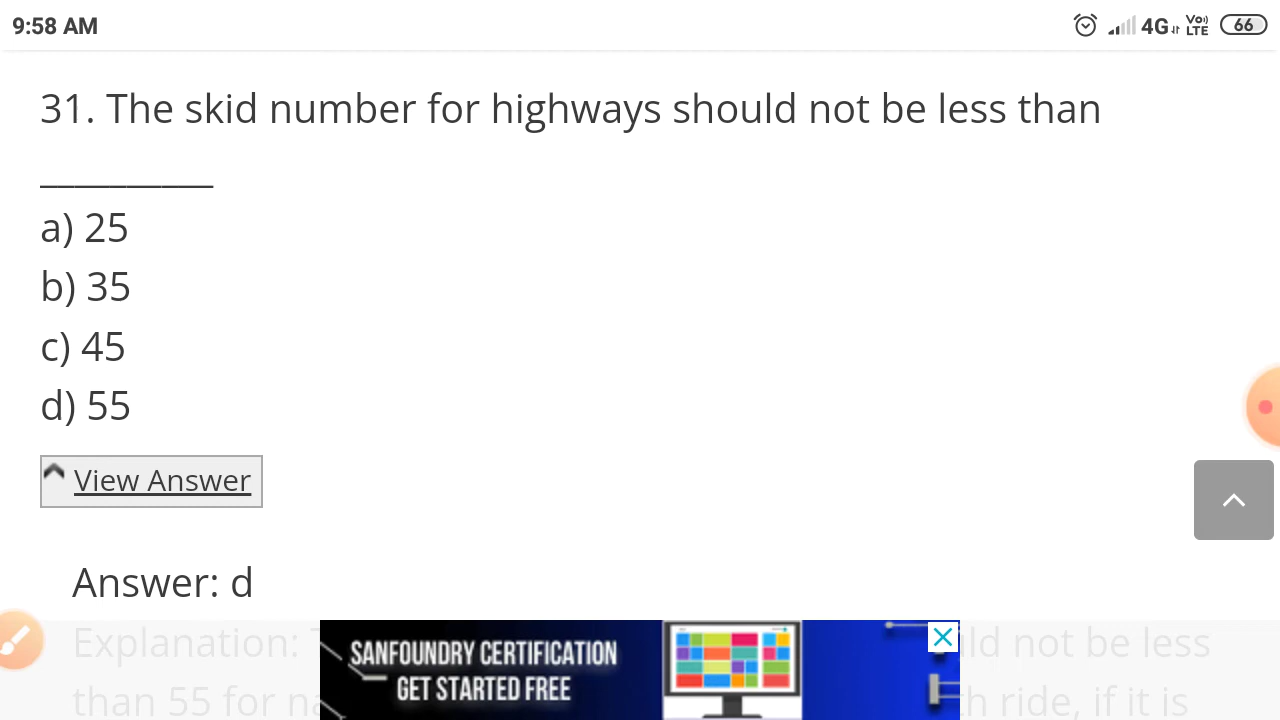 9:58 AM
4G VoLTE 66
31. The skid number for highways should not be less than
__________
a) 25
b) 35
c) 45
d) 55
View Answer
Answer: d
Explanation: ld not be less
than 55 for h ride, if it is
SANFOUNDRY CERTIFICATION
GET STARTED FREE